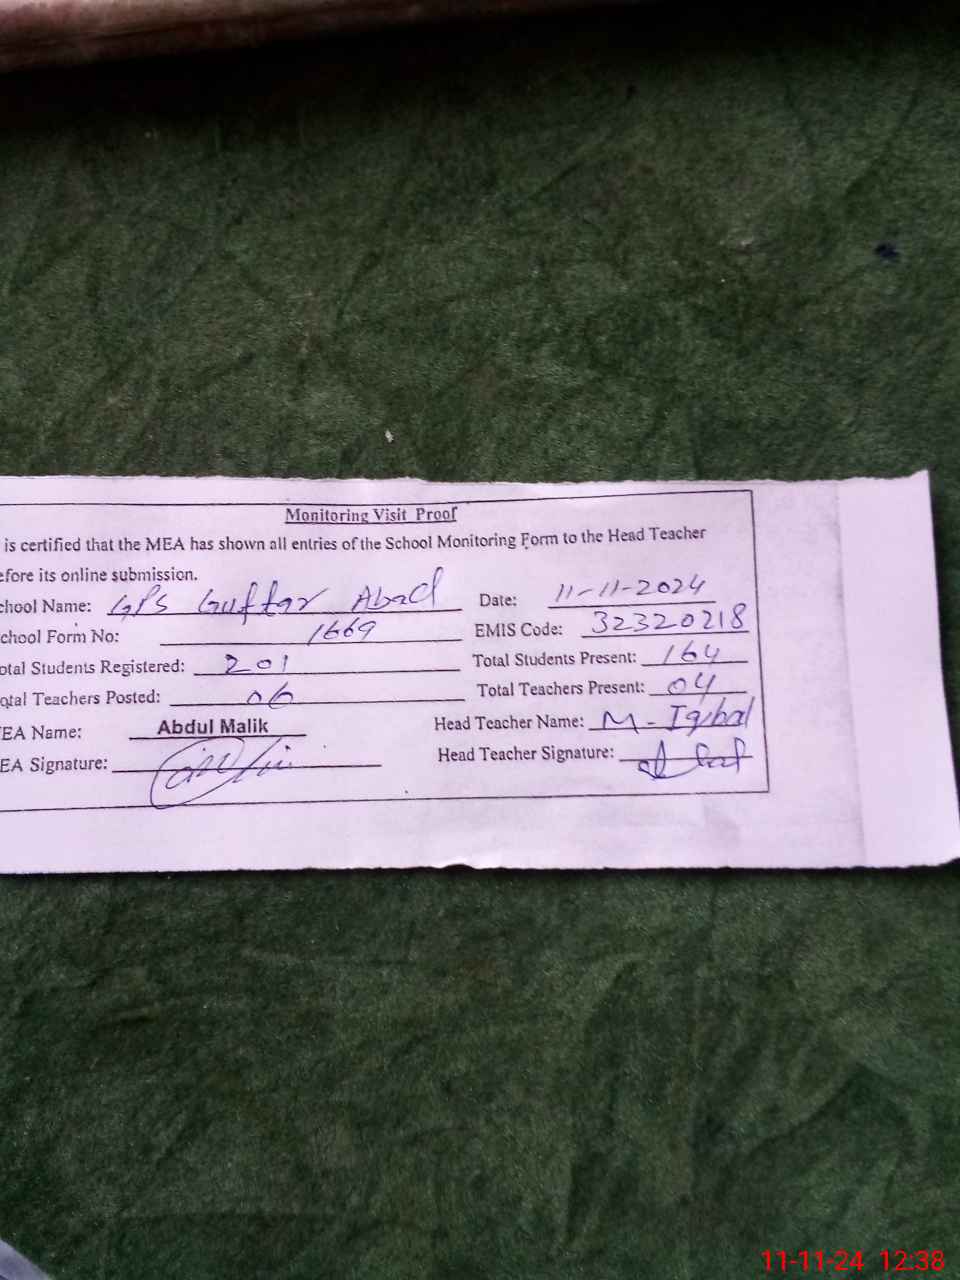 Monitoring Visit Proof
is certified that the MEA has shown all entries of the School Monitoring Form to the Head Teacher
efore its online submission.
chool Name: GPS Guftar Abad Date: 11-11-2024
chool Form No: 1669 EMIS Code: 32320218
otal Students Registered: 201 Total Students Present: 164
otal Teachers Posted: 06 Total Teachers Present: 04
EA Name: Abdul Malik Head Teacher Name: M-Iqbal
EA Signature: Head Teacher Signature:
11-11-24 12:38